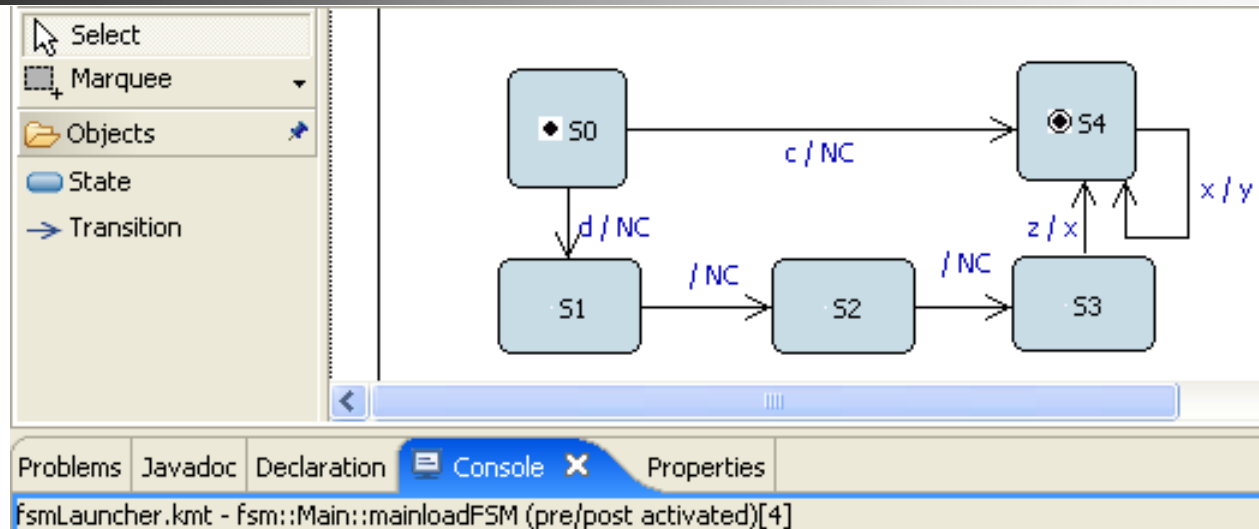 Select
Marquee
Objects
State
Transition
S0
S4
c / NC
x / y
d / NC
z / x
/ NC
/ NC
S1
S2
S3
Problems Javadoc Declaration Console Properties
fsmLauncher.kmt - fsm::Main::mainloadFSM (pre/post activated)[4]